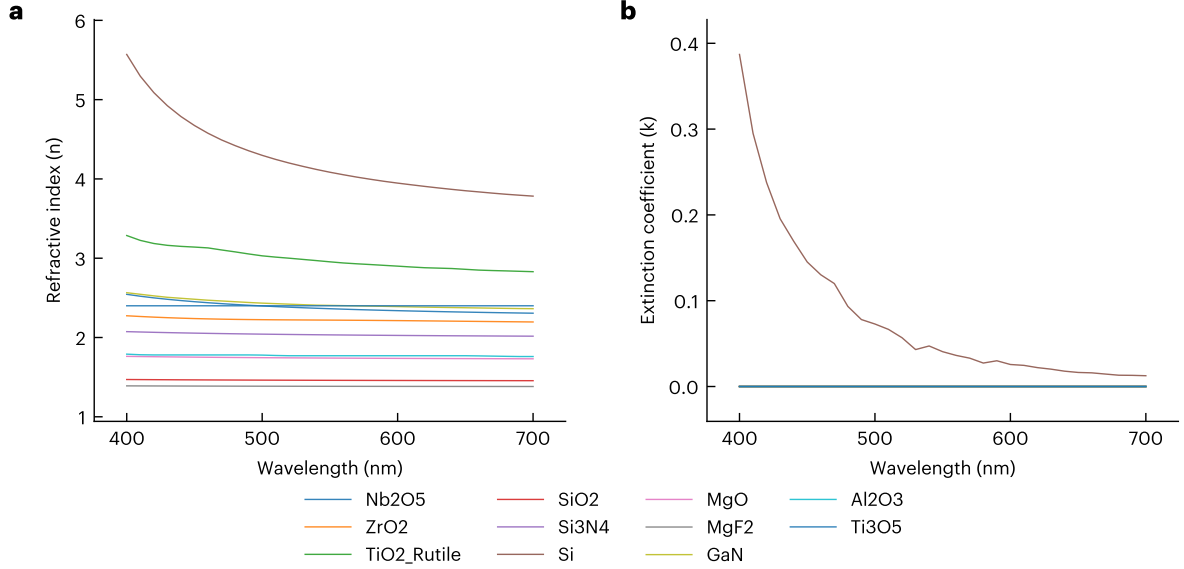 a
6
5
4
3
2
1
Refractive index (n)
400 500 600 700
Wavelength (nm)
b
0.4
0.3
0.2
0.1
0.0
Extinction coefficient (k)
400 500 600 700
Wavelength (nm)
Nb2O5 SiO2 MgO Al2O3
ZrO2 Si3N4 MgF2 Ti3O5
TiO2_Rutile Si GaN